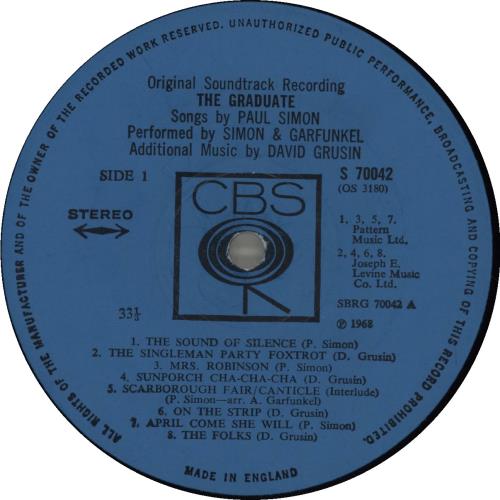 ALL RIGHTS OF THE MANUFACTURER AND OF THE OWNER OF THE RECORDED WORK RESERVED. UNAUTHORIZED PUBLIC PERFORMANCE, BROADCASTING AND COPYING OF THIS RECORD PROHIBITED.
Original Soundtrack Recording
THE GRADUATE
Songs by PAUL SIMON
Performed by SIMON & GARFUNKEL
Additional Music by DAVID GRUSIN
SIDE 1
S 70042
(OS 3180)
CBS
STEREO
1, 3, 5, 7.
Pattern
Music Ltd.
2, 4, 6, 8.
Joseph E.
Levine Music
Co. Ltd.
SBRG 70042 A
33⅓
℗ 1968
1. THE SOUND OF SILENCE (P. Simon)
2. THE SINGLEMAN PARTY FOXTROT (D. Grusin)
3. MRS. ROBINSON (P. Simon)
4. SUNPORCH CHA-CHA-CHA (D. Grusin)
5. SCARBOROUGH FAIR/CANTICLE (Interlude)
(P. Simon—arr. A. Garfunkel)
6. ON THE STRIP (D. Grusin)
7. APRIL COME SHE WILL (P. Simon)
8. THE FOLKS (D. Grusin)
MADE IN ENGLAND